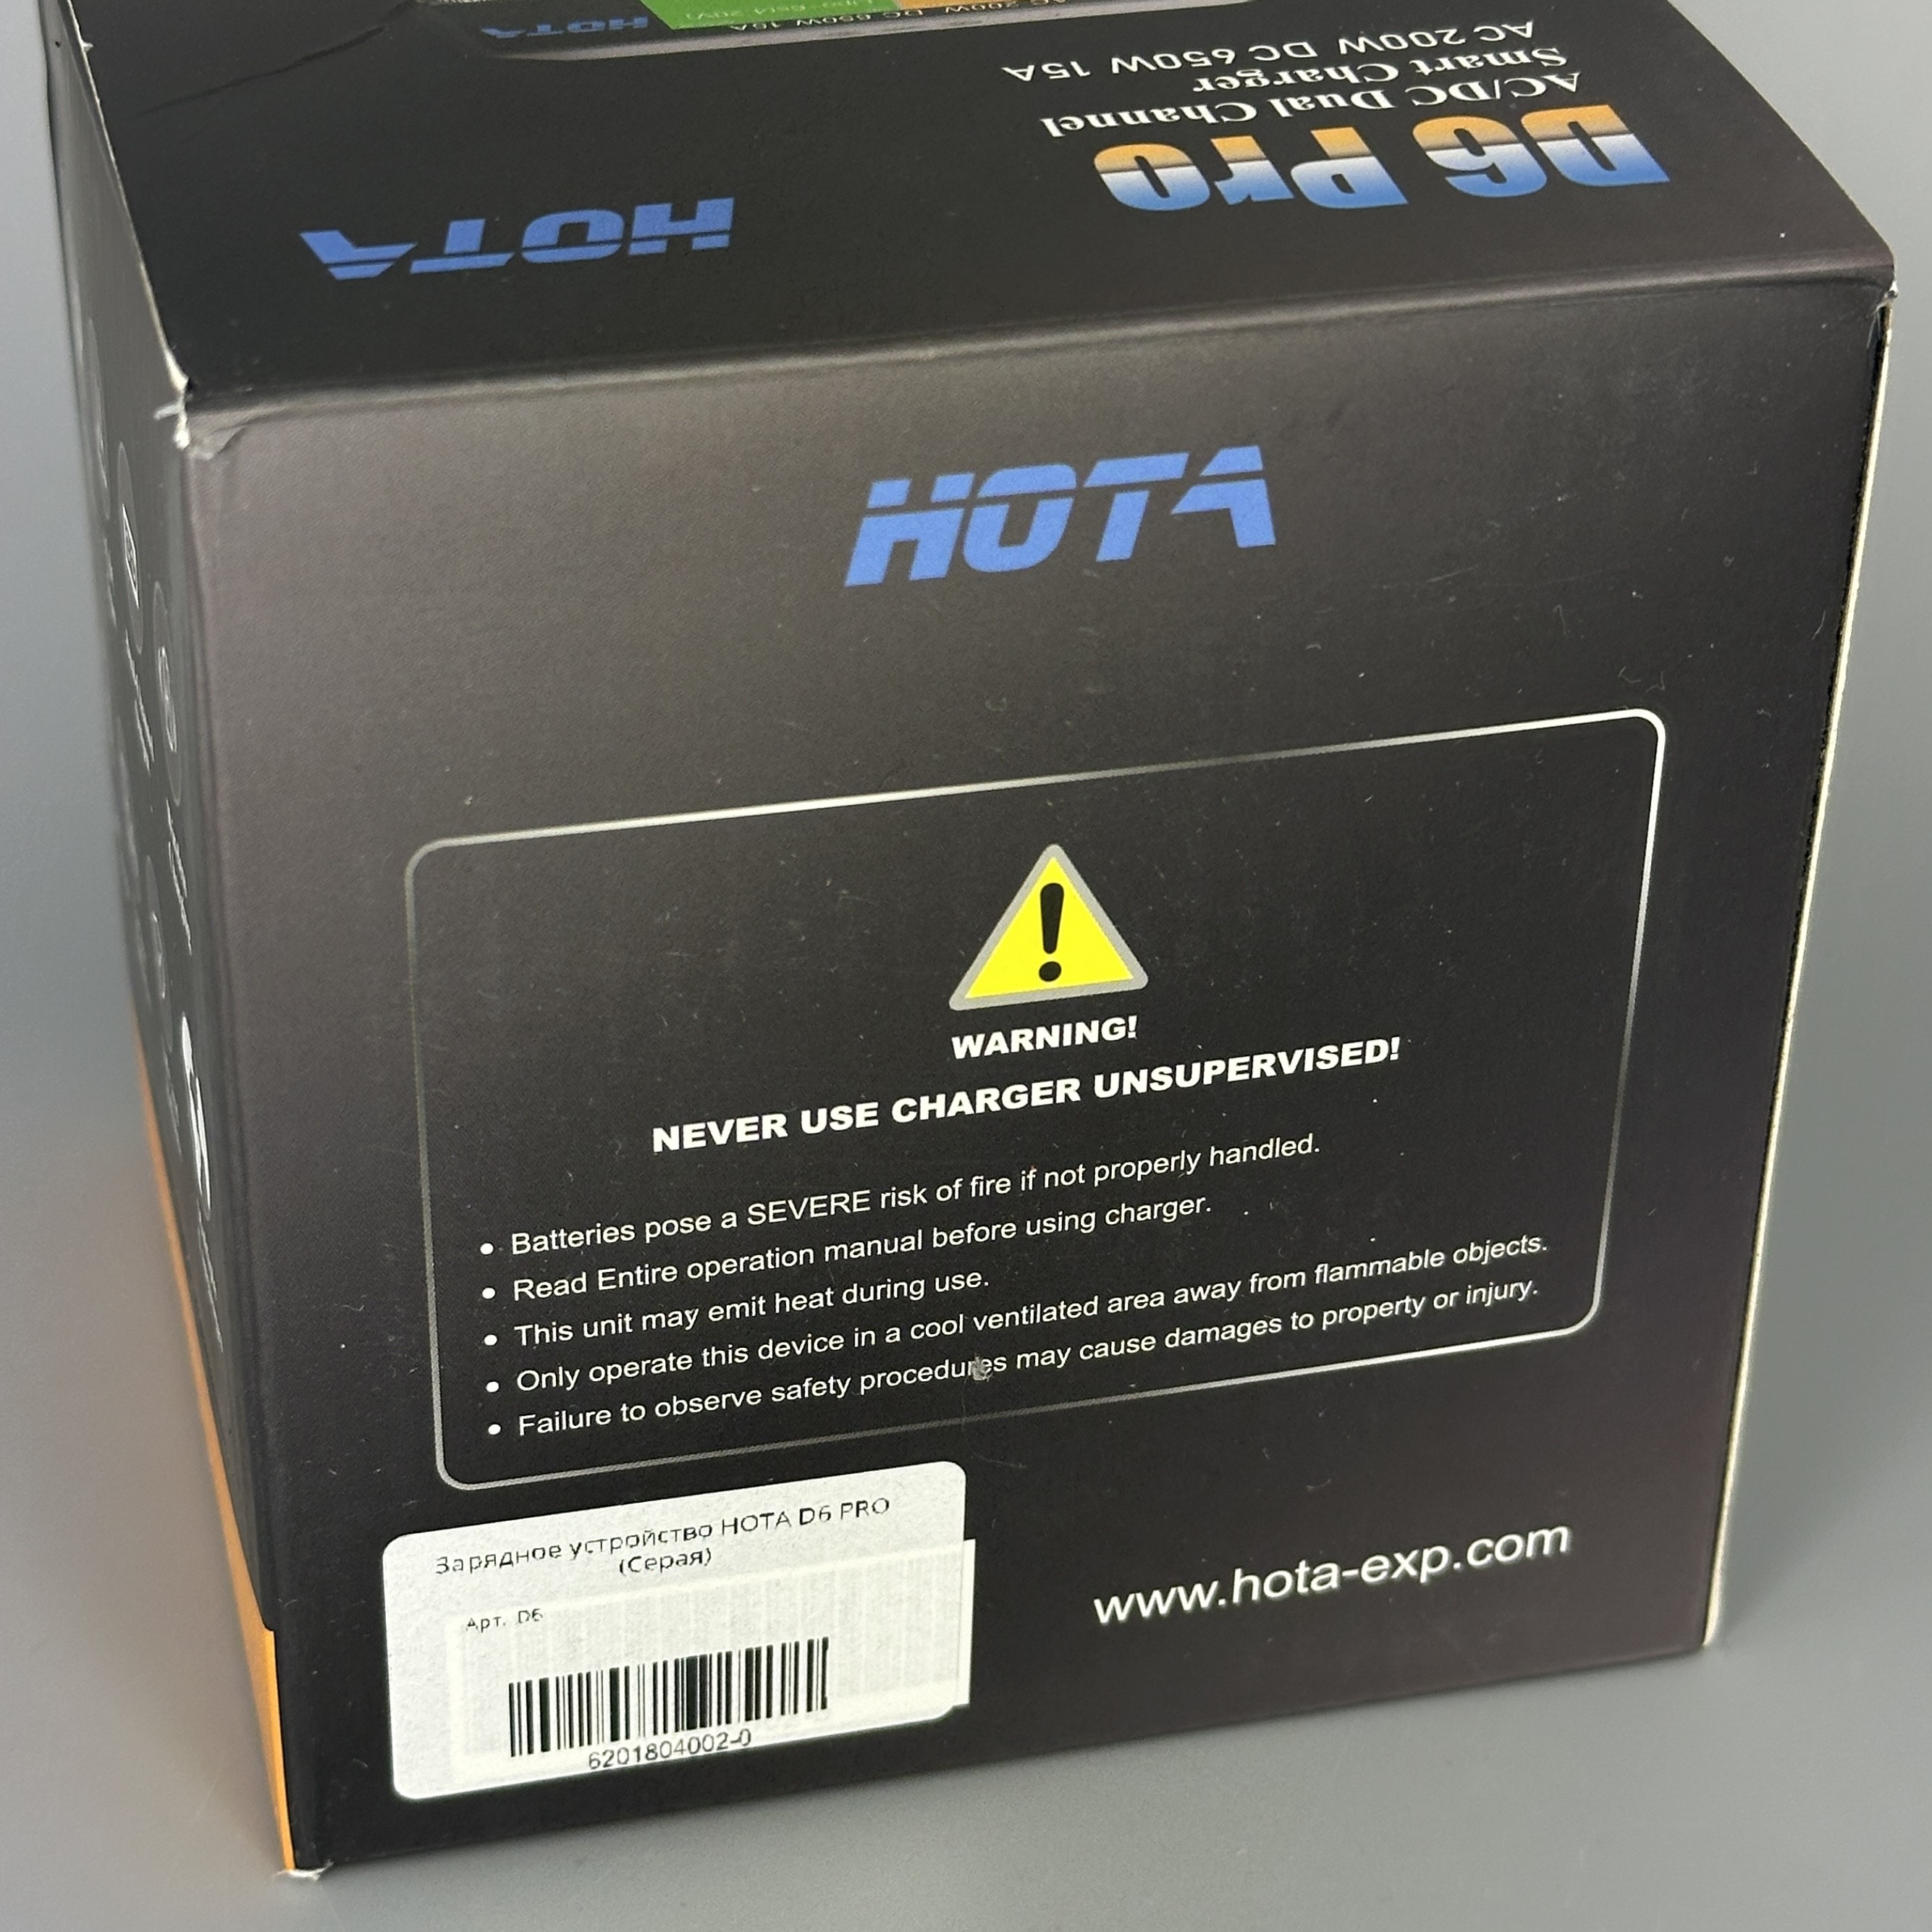 HOTA
D6 Pro
AC/DC Dual Channel
Smart Charger
AC 200W DC 650W 15A
HOTA
HOTA
WARNING!
NEVER USE CHARGER UNSUPERVISED!
• Batteries pose a SEVERE risk of fire if not properly handled.
• Read Entire operation manual before using charger.
• This unit may emit heat during use.
• Only operate this device in a cool ventilated area away from flammable objects.
• Failure to observe safety procedures may cause damages to property or injury.
Зарядное устройство HOTA D6 PRO
(Серая)
Арт. D6
6201804002-0
www.hota-exp.com